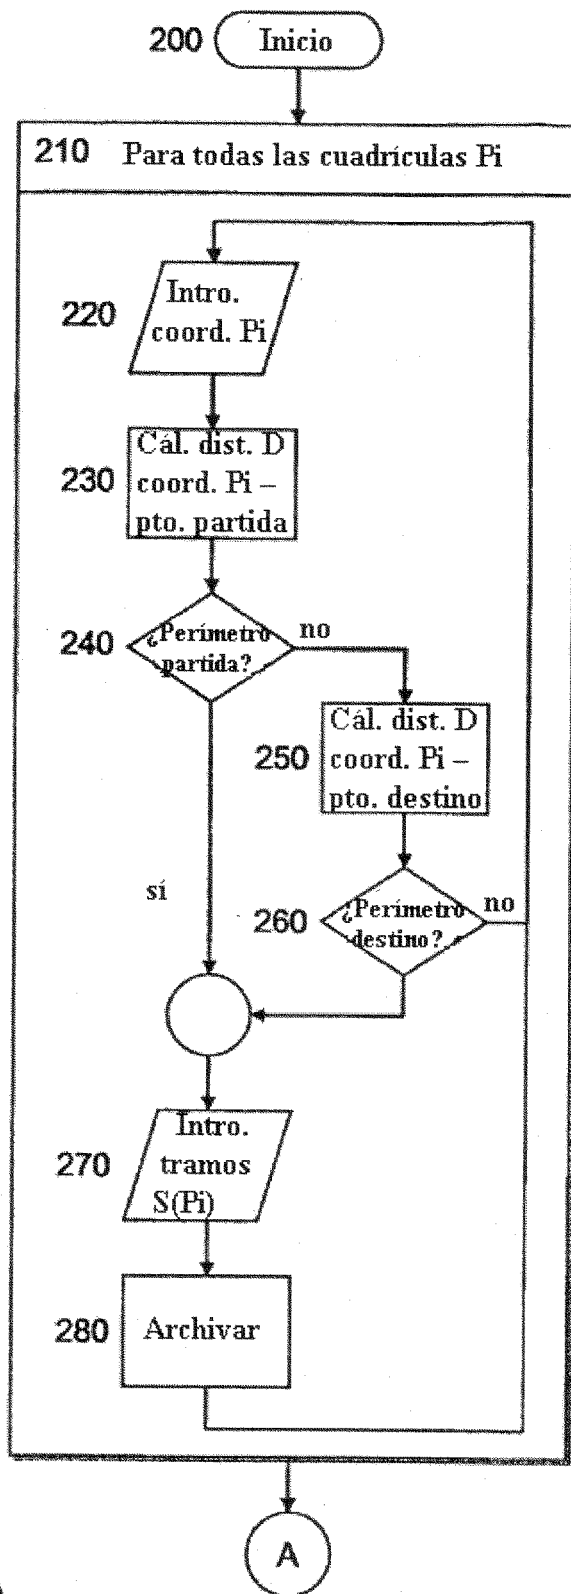 200 Inicio
210 Para todas las cuadrículas Pi
220
Intro.
coord. Pi
230
Cál. dist. D
coord. Pi –
pto. partida
240
¿Perímetro
partida?
no
sí
250
Cál. dist. D
coord. Pi –
pto. destino
260
¿Perímetro
destino?
no
270
Intro.
tramos
S(Pi)
280 Archivar
A